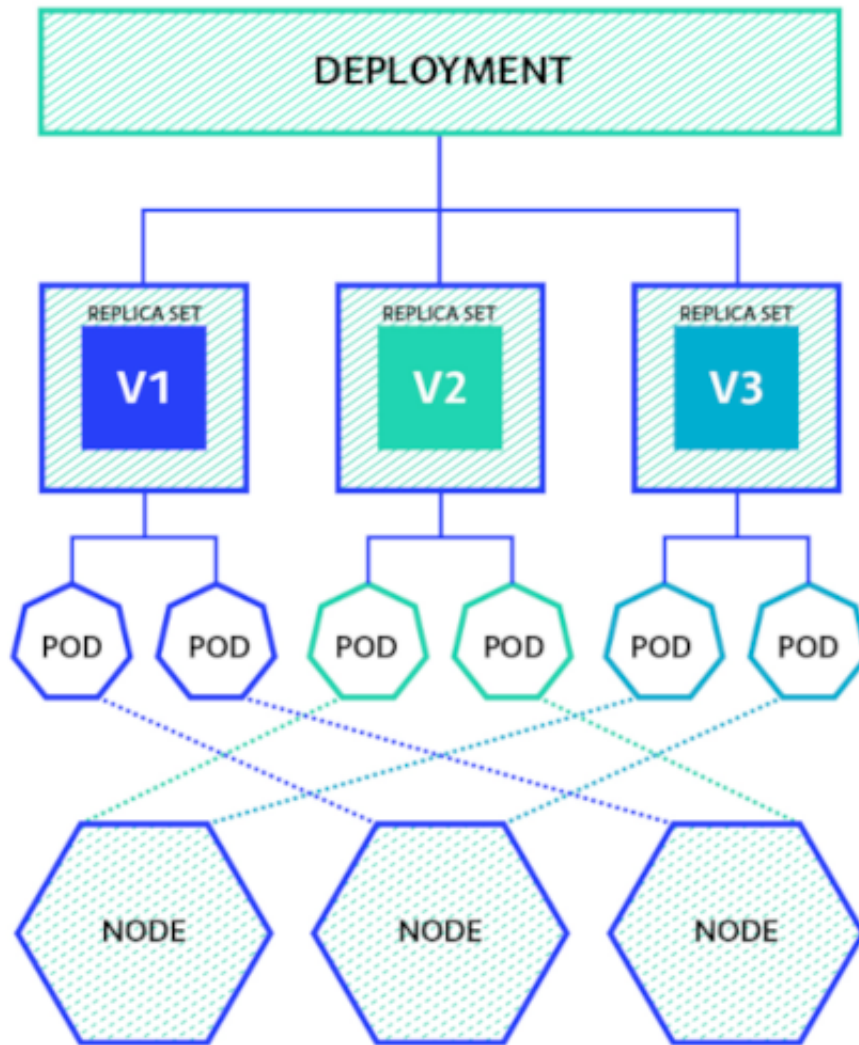 DEPLOYMENT
REPLICA SET
V1
REPLICA SET
V2
REPLICA SET
V3
POD
POD
POD
POD
POD
POD
NODE
NODE
NODE